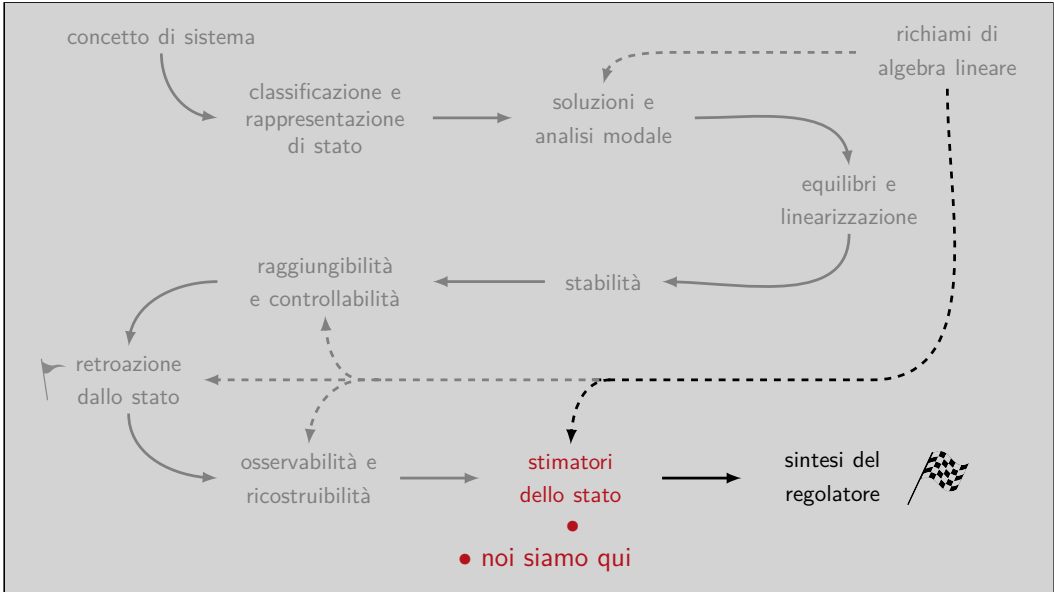 concetto di sistema
richiami di
algebra lineare
classificazione e
rappresentazione
di stato
soluzioni e
analisi modale
equilibri e
linearizzazione
raggiungibilità
e controllabilità
stabilità
retroazione
dallo stato
osservabilità e
ricostruibilità
stimatori
dello stato
sintesi del
regolatore
noi siamo qui